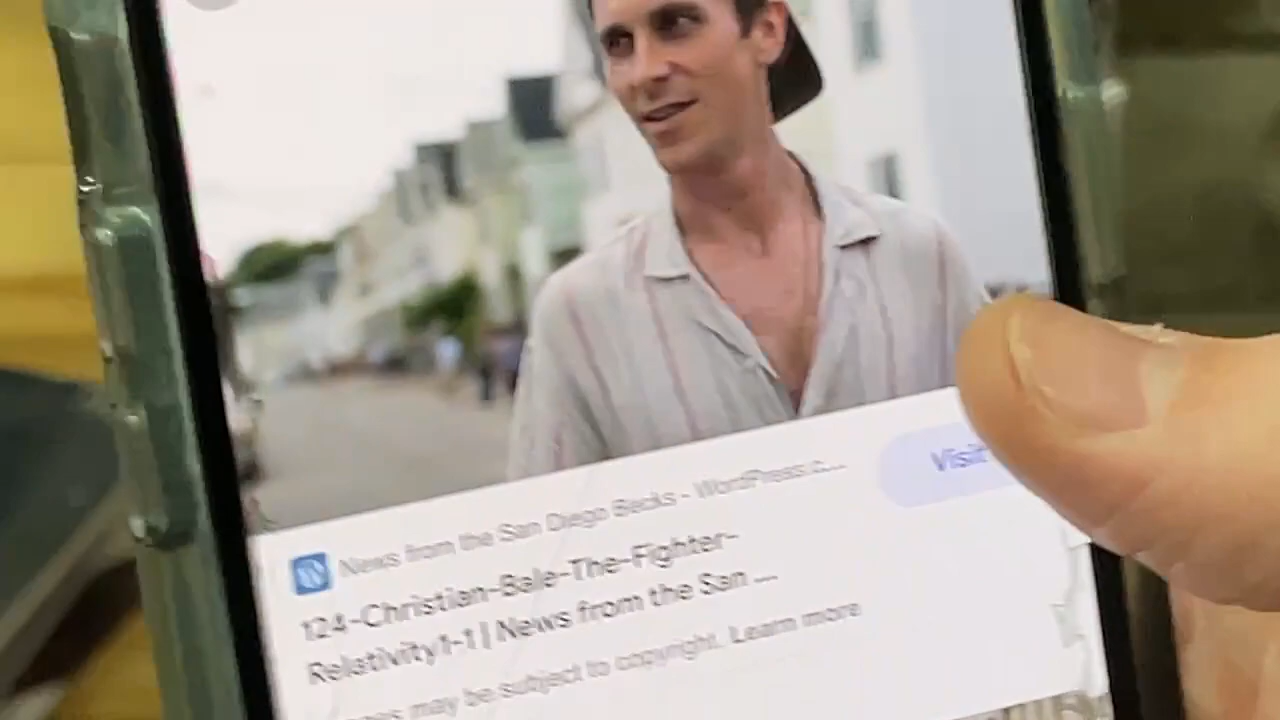 Visit
News from the San Diego Becks - WordPress.c...
124-Christian-Bale-The-Fighter-
Relativity1-1 | News from the San ...
may be subject to copyright. Learn more